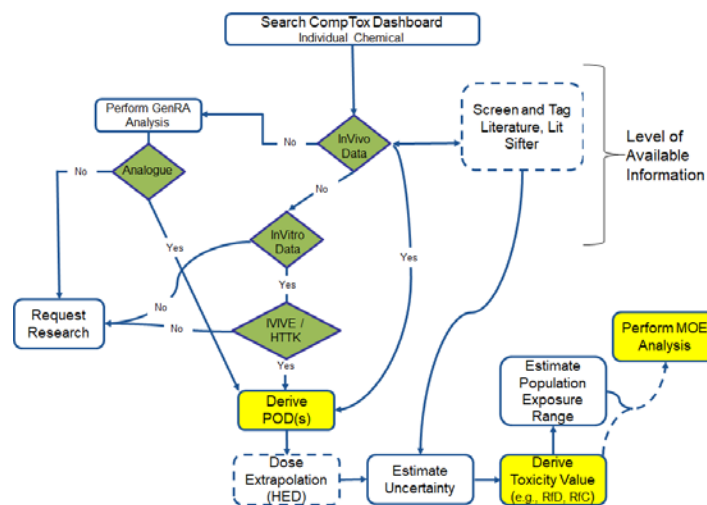 Search CompTox Dashboard
Individual Chemical
Perform GenRA
Analysis
No
InVivo
Data
Screen and Tag
Literature, Lit
Sifter
Level of
Available
Information
Analogue
No
No
InVitro
Data
Yes
Yes
Yes
No
Request
Research
No
IVIVE /
HTTK
Yes
Perform MOE
Analysis
Estimate
Population
Exposure
Range
Derive
POD(s)
Dose
Extrapolation
(HED)
Estimate
Uncertainty
Derive
Toxicity Value
(e.g., RfD, RfC)